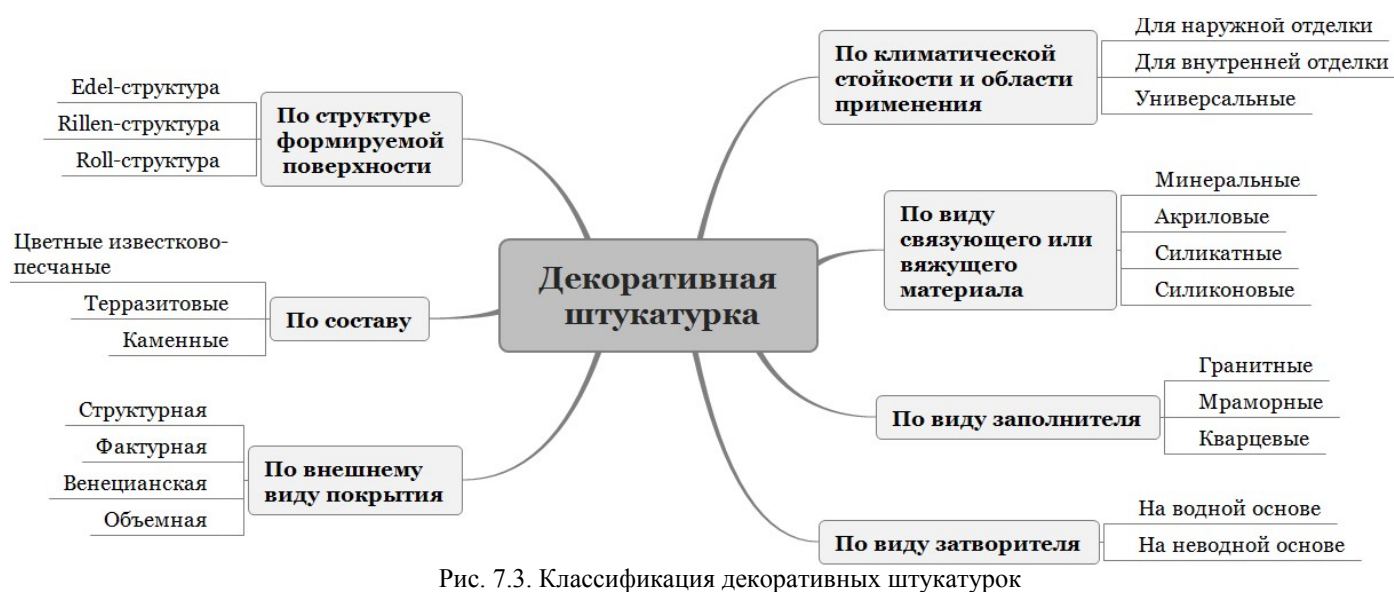 Декоративная
штукатурка
По структуре
формируемой
поверхности
Edel-структура
Rillen-структура
Roll-структура
По составу
Цветные известково-
песчаные
Терразитовые
Каменные
По внешнему
виду покрытия
Структурная
Фактурная
Венецианская
Объемная
По климатической
стойкости и области
применения
Для наружной отделки
Для внутренней отделки
Универсальные
По виду
связующего или
вяжущего
материала
Минеральные
Акриловые
Силикатные
Силиконовые
По виду заполнителя
Гранитные
Мраморные
Кварцевые
По виду затворителя
На водной основе
На неводной основе
Рис. 7.3. Классификация декоративных штукатурок